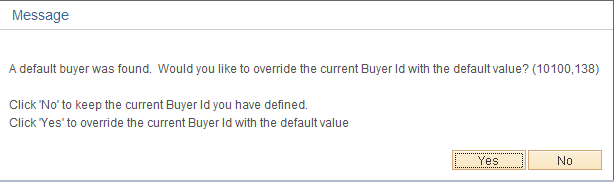 Message
A default buyer was found.  Would you like to override the current Buyer Id with the default value? (10100,138)
Click 'No' to keep the current Buyer Id you have defined.
Click 'Yes' to override the current Buyer Id with the default value
Yes No